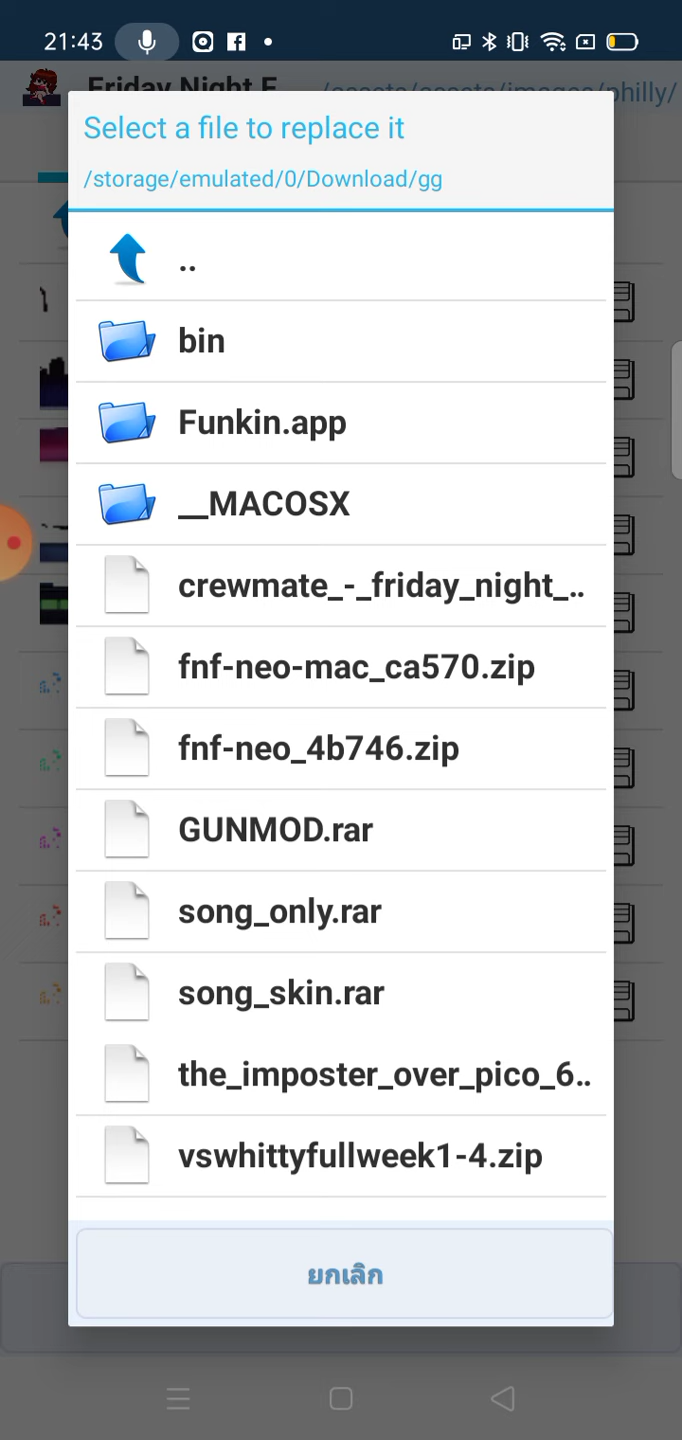 21:43
Friday Night F
/assets/assets/images/philly/
Select a file to replace it
/storage/emulated/0/Download/gg
..
bin
Funkin.app
__MACOSX
crewmate_-_friday_night_..
fnf-neo-mac_ca570.zip
fnf-neo_4b746.zip
GUNMOD.rar
song_only.rar
song_skin.rar
the_imposter_over_pico_6..
vswhittyfullweek1-4.zip
ยกเลิก